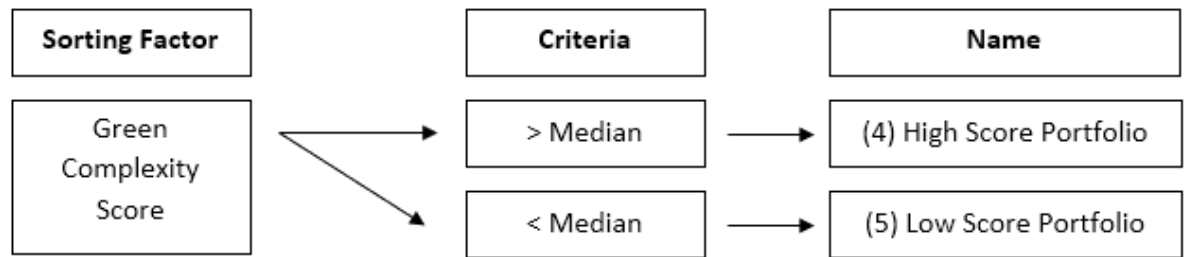 Sorting Factor
Criteria
Name
Green
Complexity
Score
> Median
(4) High Score Portfolio
< Median
(5) Low Score Portfolio